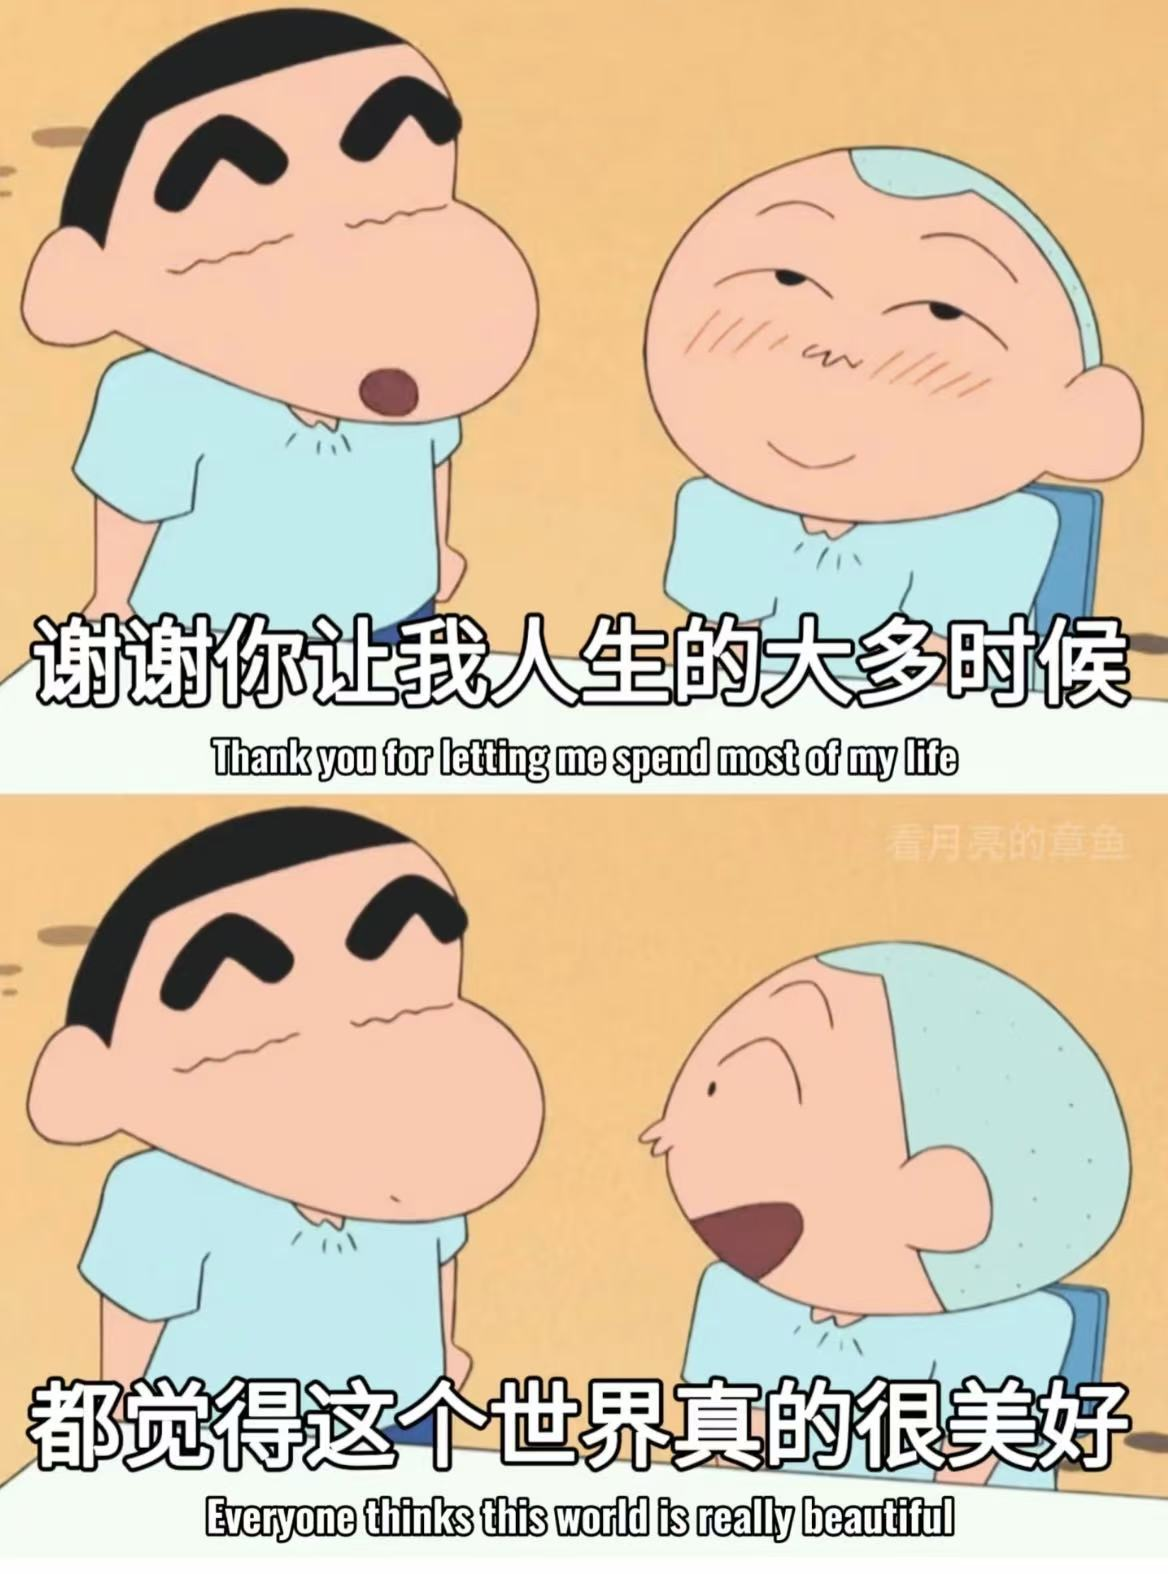 谢谢你让我人生的大多时候
Thank you for letting me spend most of my life
看月亮的章鱼
都觉得这个世界真的很美好
Everyone thinks this world is really beautiful